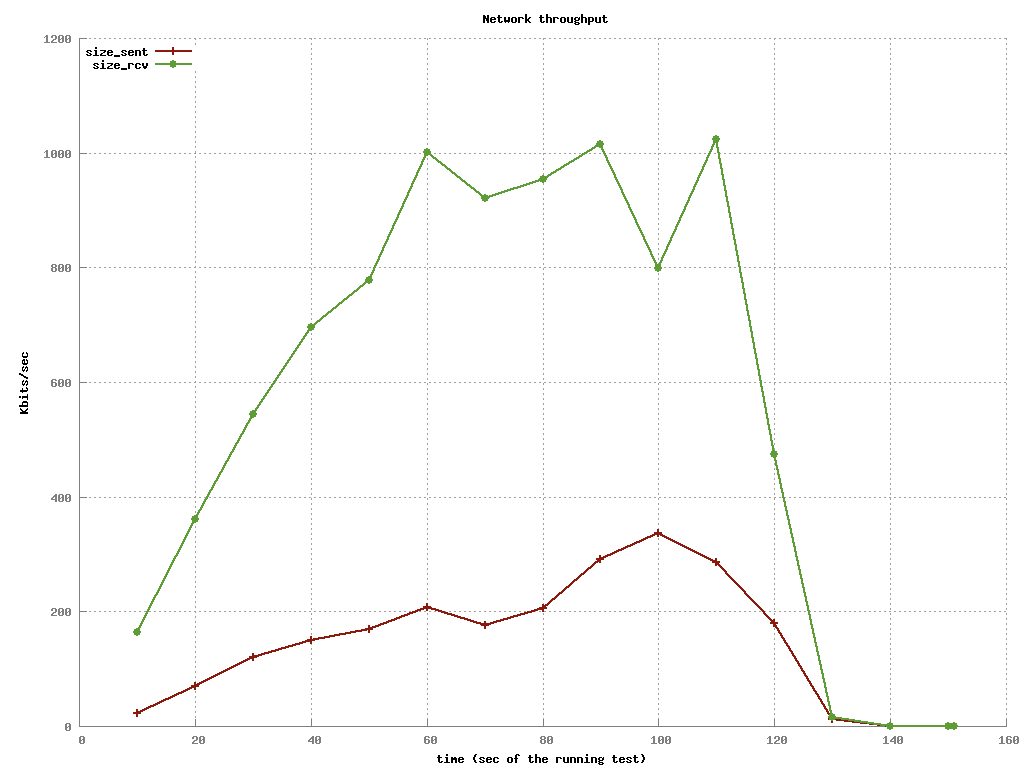 Network throughput
1200
size_sent
size_rcv
1000
800
600
Kbits/sec
400
200
0
0 20 40 60 80 100 120 140 160
time (sec of the running test)